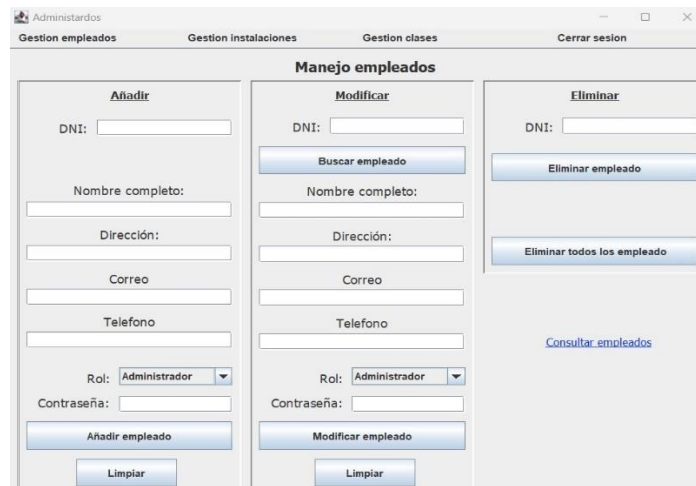 Administardos
Gestion empleados Gestion instalaciones Gestion clases Cerrar sesion
Manejo empleados
Añadir
DNI:
Nombre completo:
Dirección:
Correo
Telefono
Rol: Administrador
Contraseña:
Añadir empleado
Limpiar
Modificar
DNI:
Buscar empleado
Nombre completo:
Dirección:
Correo
Telefono
Rol: Administrador
Contraseña:
Modificar empleado
Limpiar
Eliminar
DNI:
Eliminar empleado
Eliminar todos los empleado
Consultar empleados